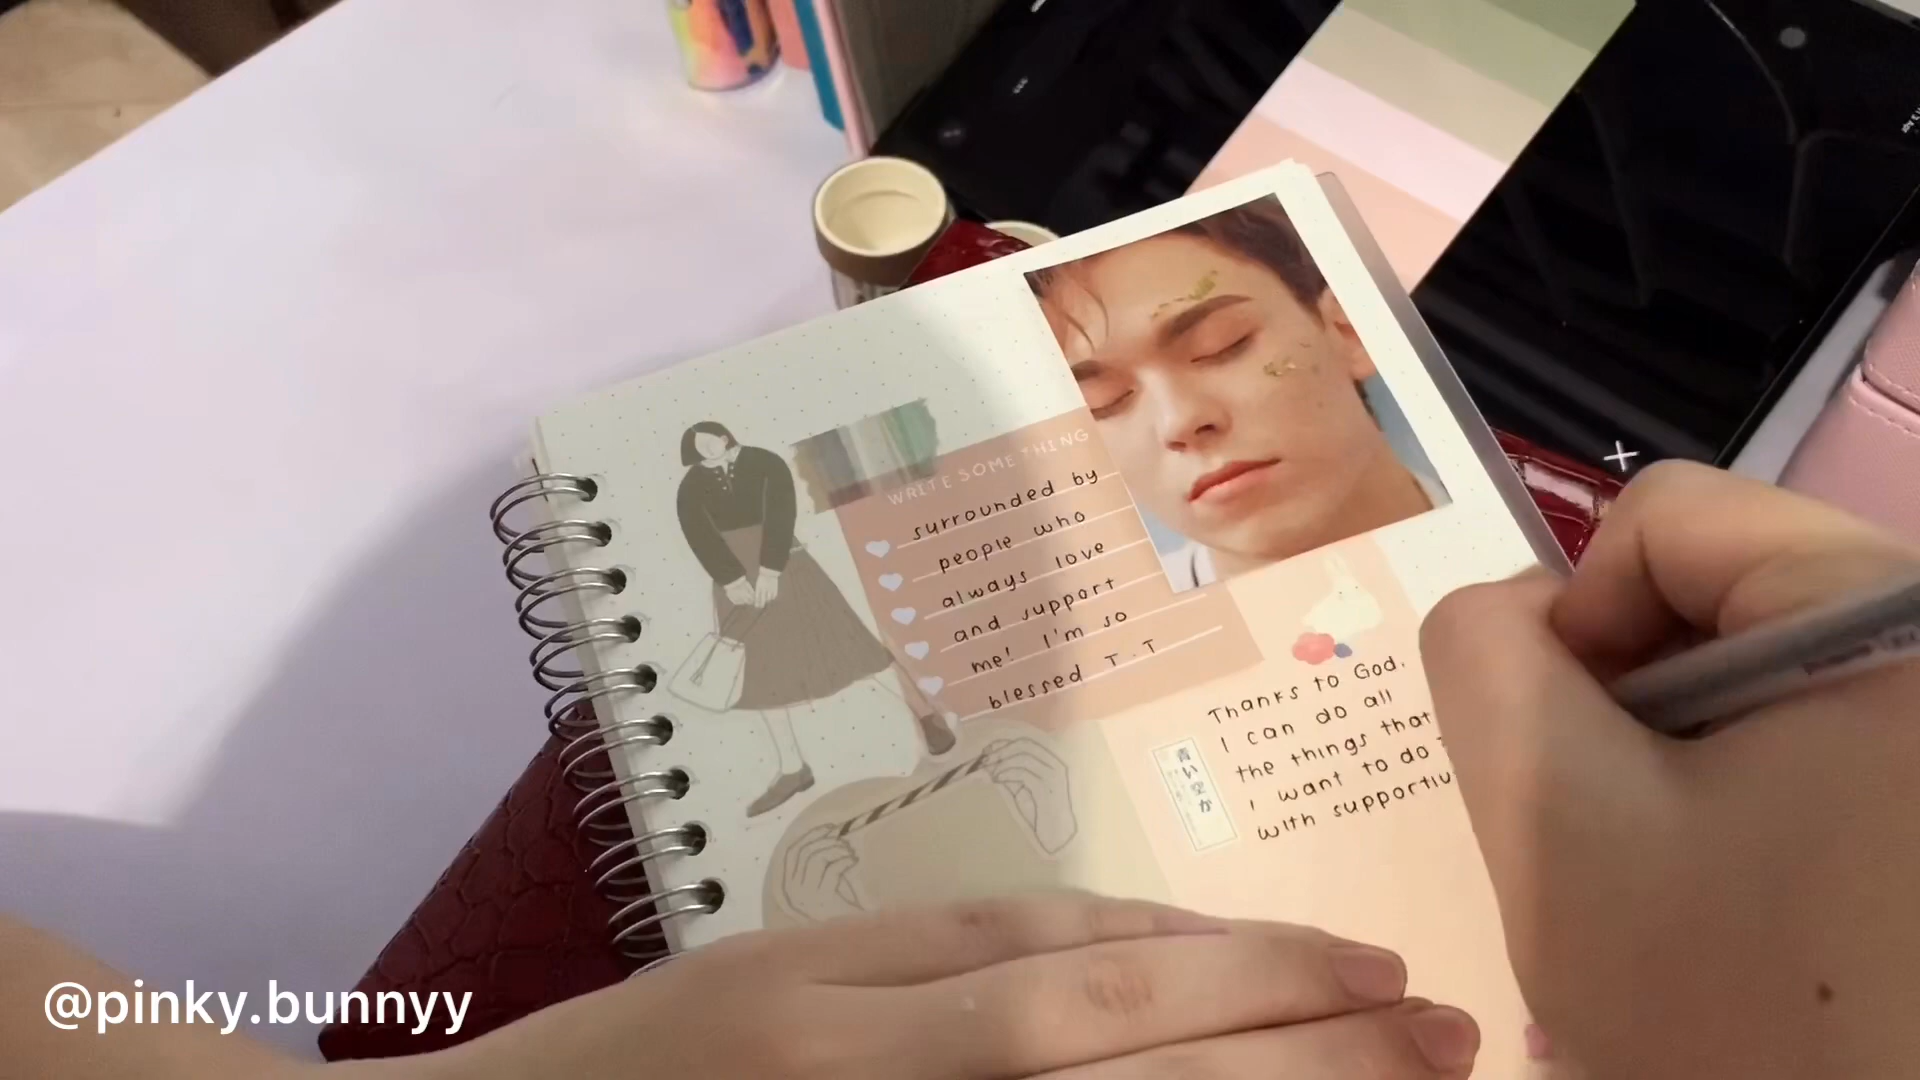 WRITE SOMETHING
surrounded by
people who
always love
and support
me! I'm so
blessed T.T
Thanks to God.
I can do all
the things that
I want to do
with supportiv
青い空が
@pinky.bunnyy